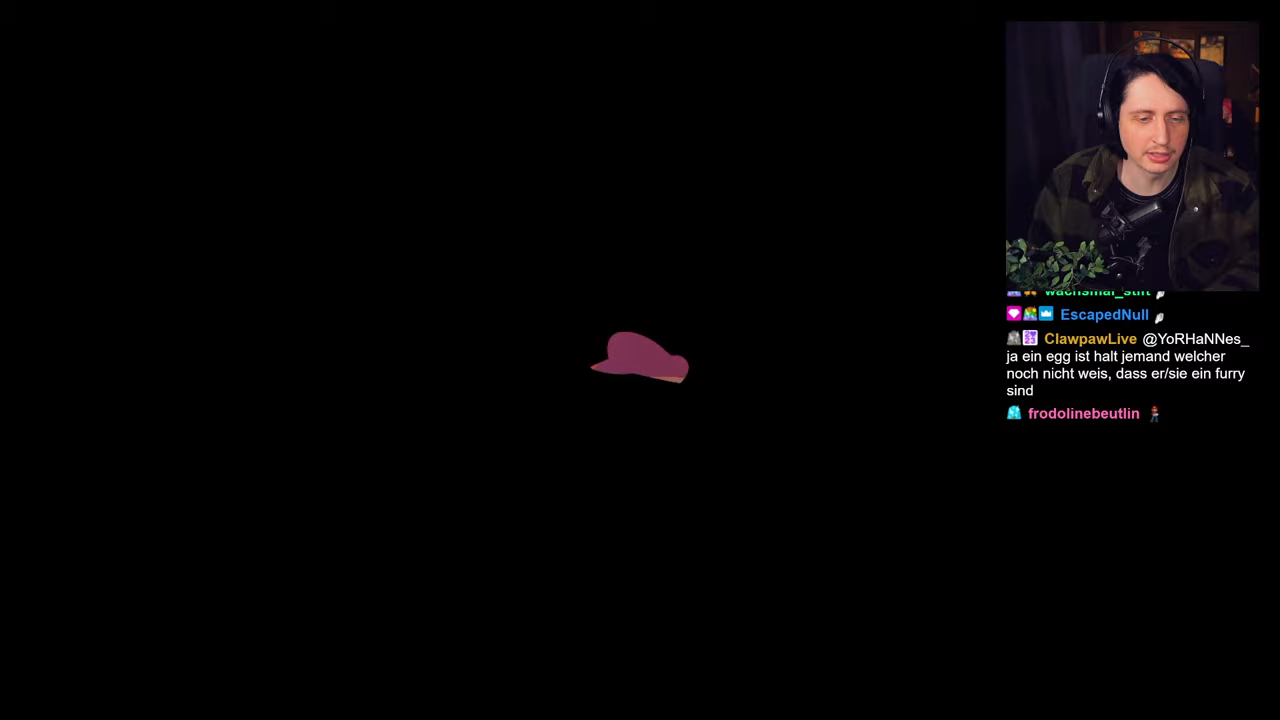 wachsmal_stift
EscapedNull
ClawpawLive @YoRHaNNes_
ja ein egg ist halt jemand welcher
noch nicht weis, dass er/sie ein furry
sind
frodolinebeutlin